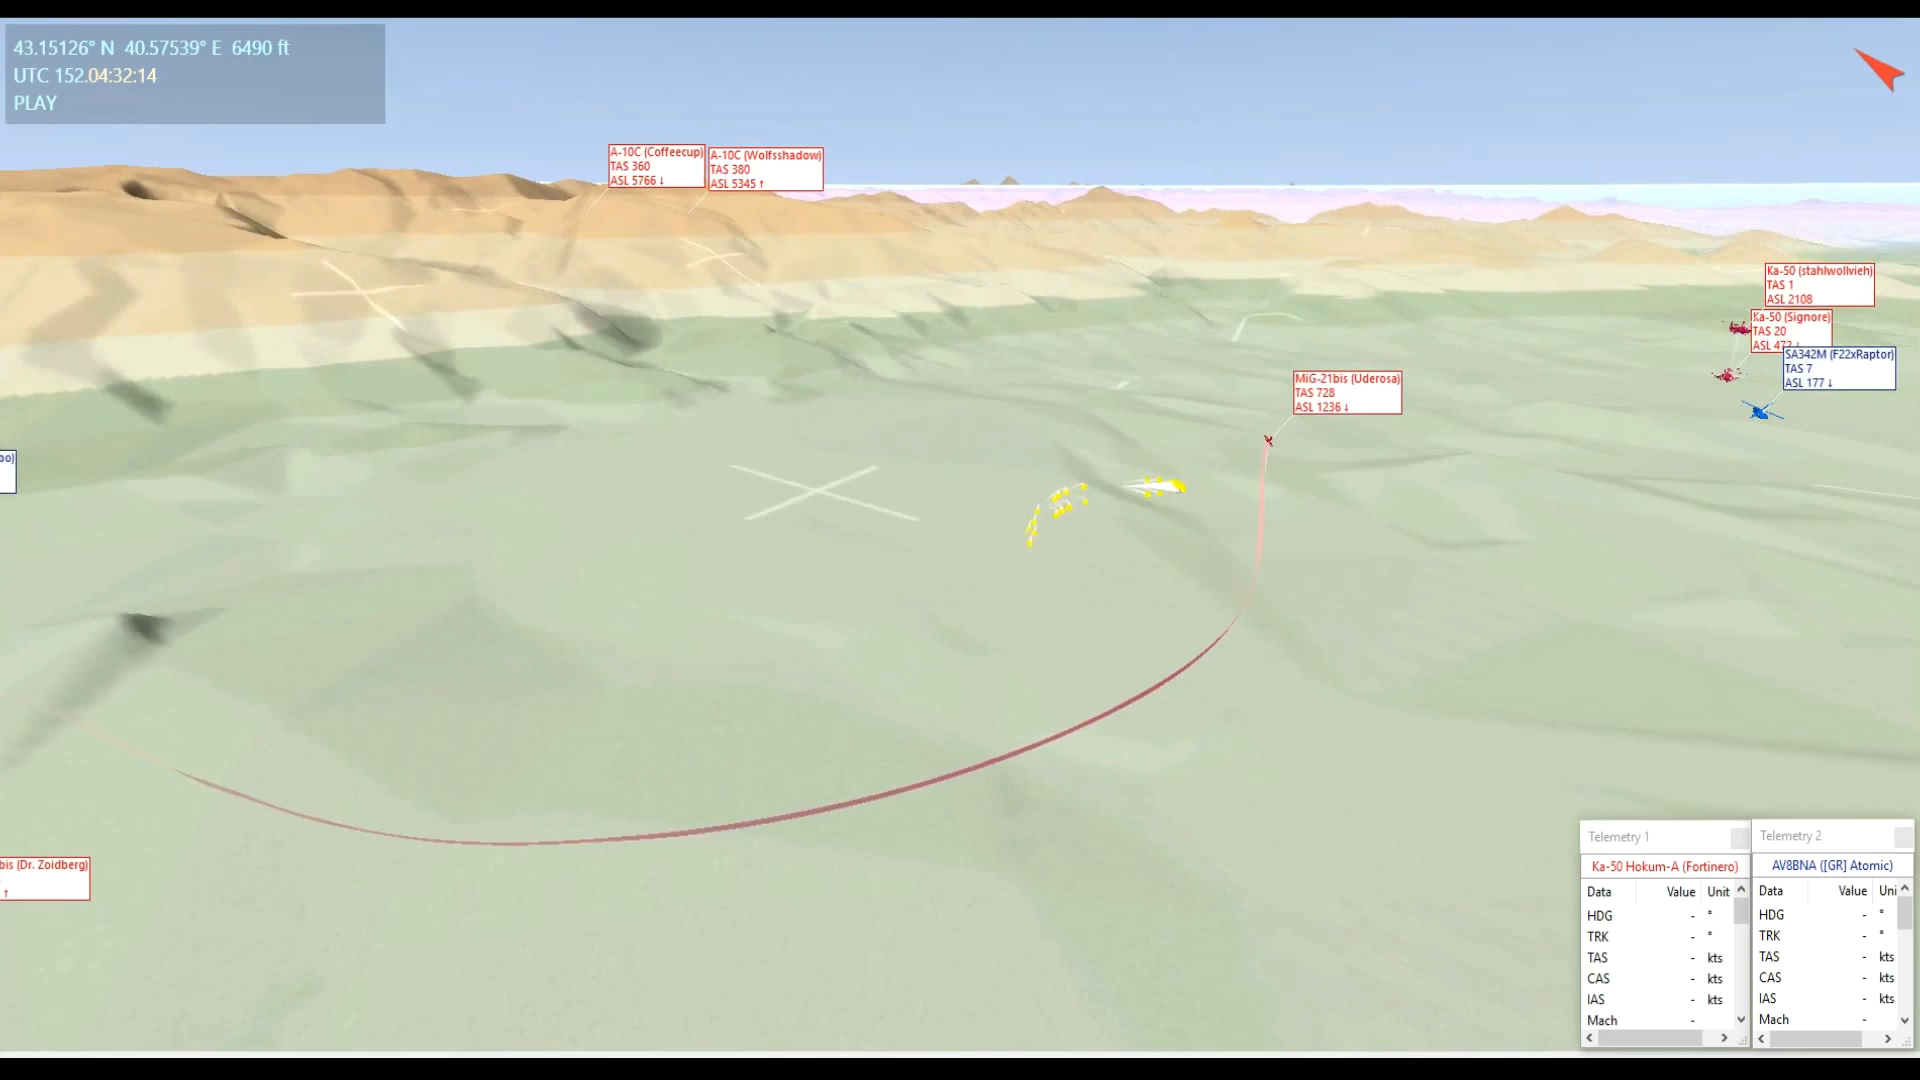 43.15126° N 40.57539° E 6490 ft
UTC 152.04:32:14
PLAY
A-10C (Coffeecup)
TAS 360
ASL 5766 ↓
A-10C (Wolfsshadow)
TAS 380
ASL 5345 ↑
Ka-50 (stahlwollvieh)
TAS 1
ASL 2108
Ka-50 (Signore)
TAS 20
ASL 472 ↓
SA342M (F22xRaptor)
TAS 7
ASL 177 ↓
MiG-21bis (Uderosa)
TAS 728
ASL 1236 ↓
bo)
bis (Dr. Zoidberg)
↑
Telemetry 1
Ka-50 Hokum-A (Fortinero)
Data Value Unit
HDG - °
TRK - °
TAS - kts
CAS - kts
IAS - kts
Mach -
Telemetry 2
AV8BNA ([GR] Atomic)
Data Value Uni
HDG - °
TRK - °
TAS - kts
CAS - kts
IAS - kts
Mach -